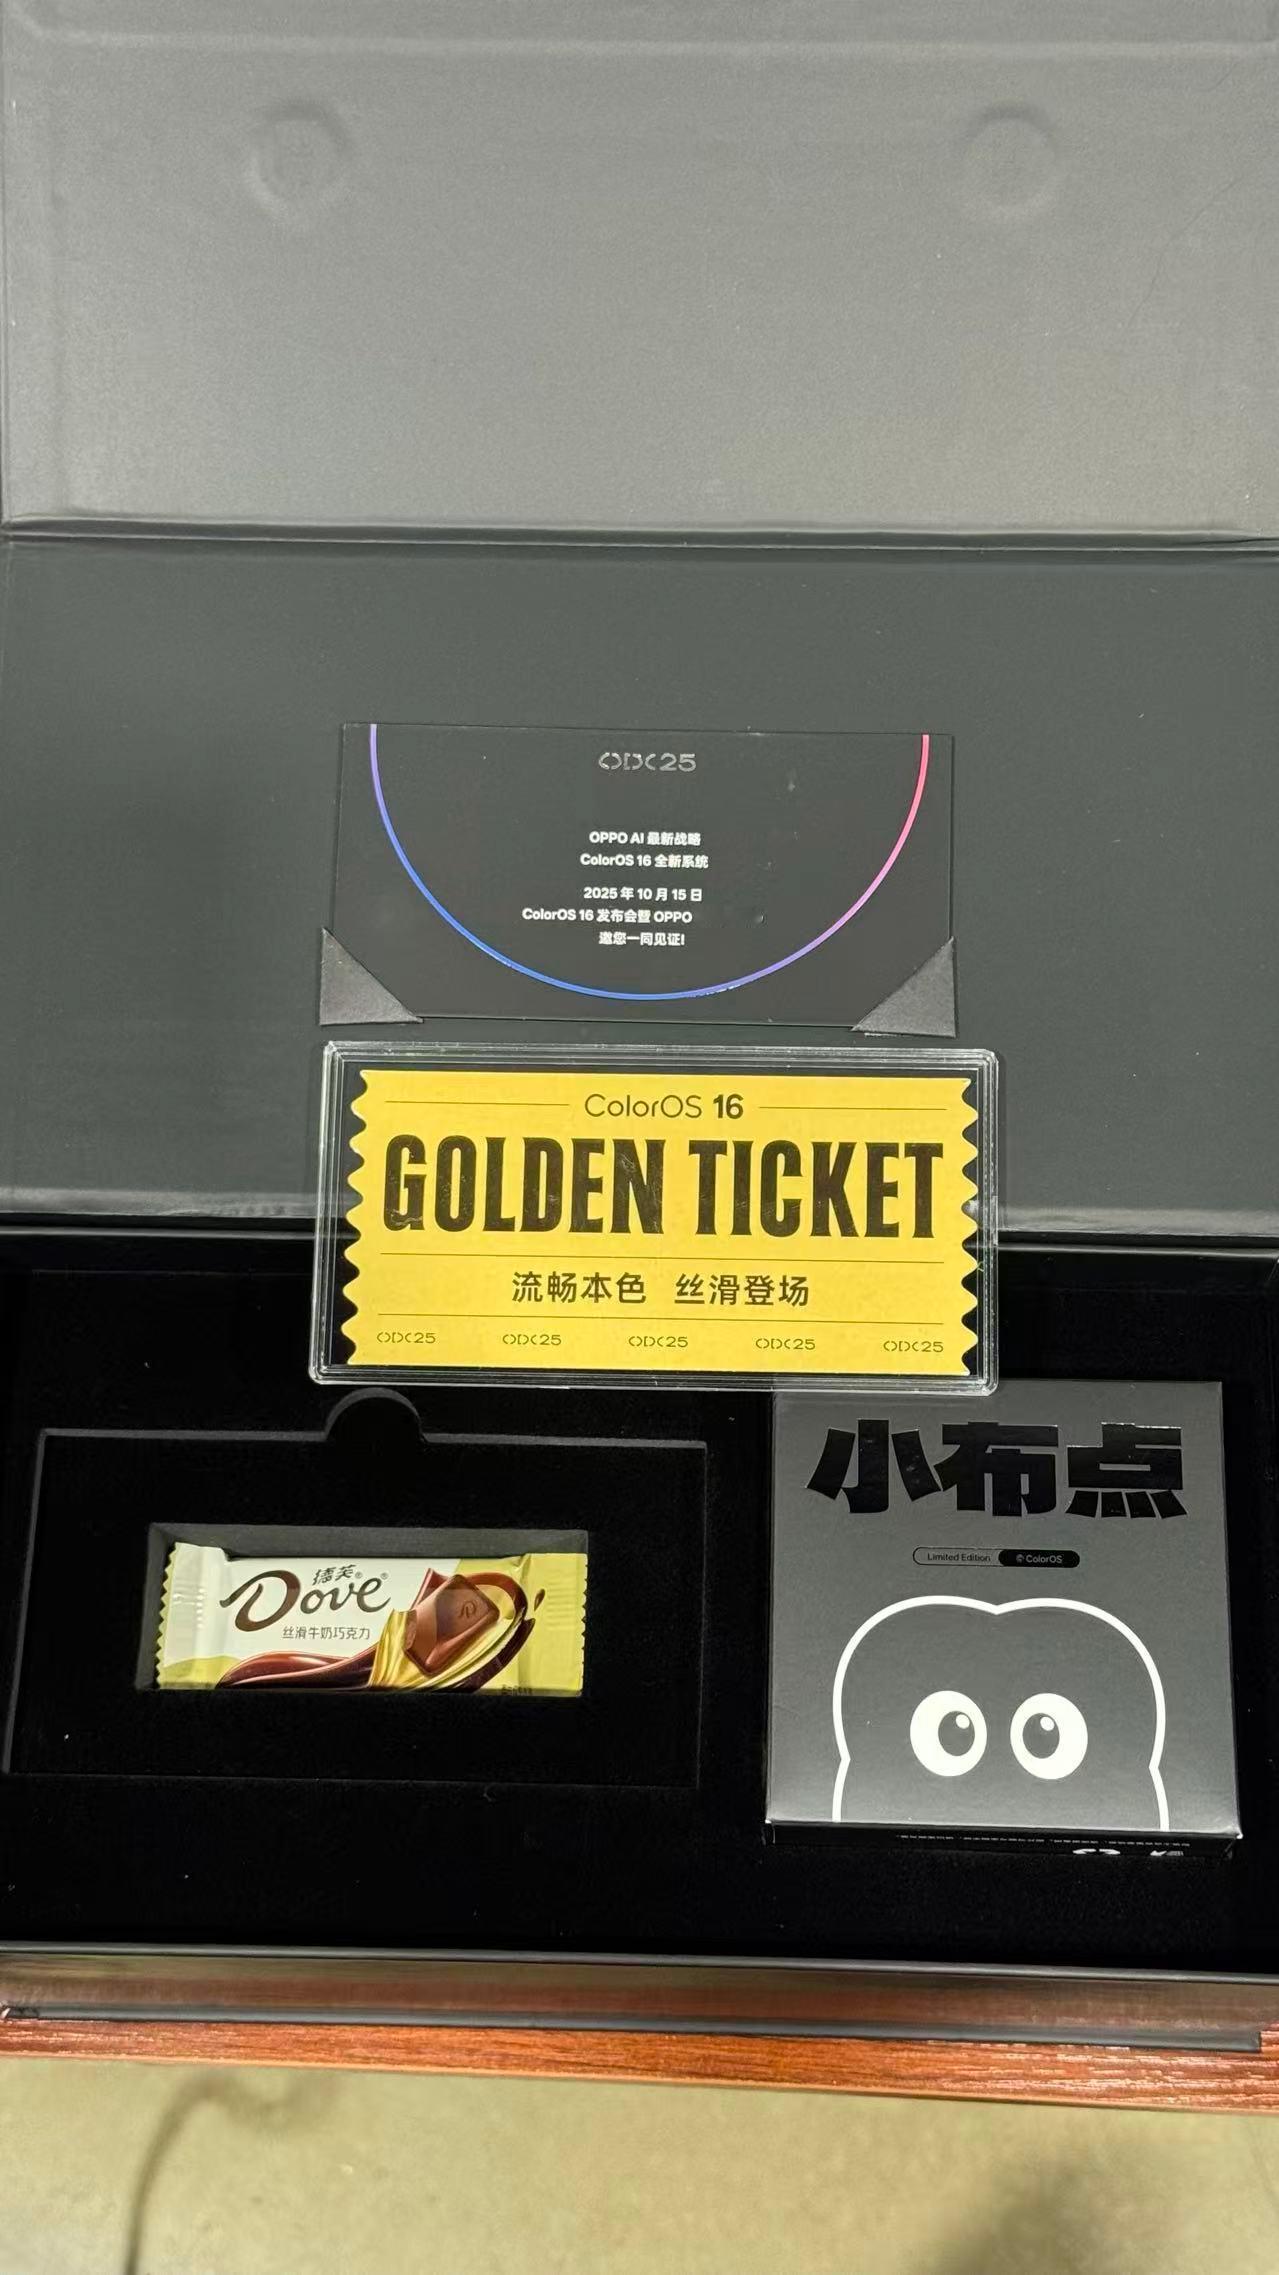 ODC25
OPPO AI 最新战略
ColorOS 16 全新系统
2025 年 10 月 15 日
ColorOS 16 发布会暨 OPPO
邀您一同见证!
ColorOS 16
GOLDEN TICKET
流畅本色 丝滑登场
ODC25 ODC25 ODC25 ODC25 ODC25
小布点
Limited Edition © ColorOS
德芙®
Dove®
丝滑牛奶巧克力